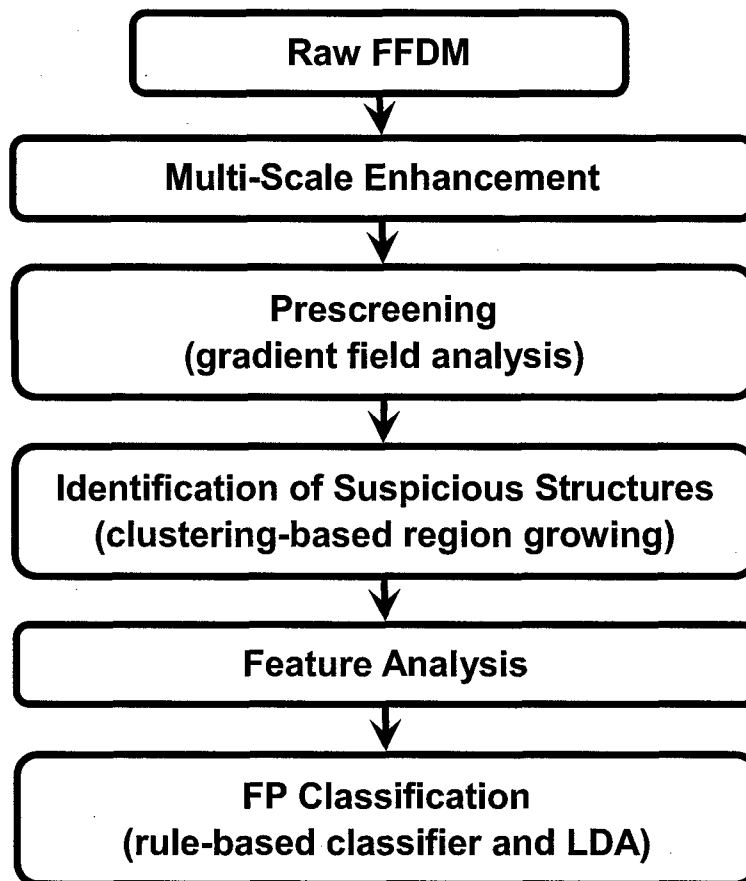 Raw FFDM
Multi-Scale Enhancement
Prescreening
(gradient field analysis)
Identification of Suspicious Structures
(clustering-based region growing)
Feature Analysis
FP Classification
(rule-based classifier and LDA)